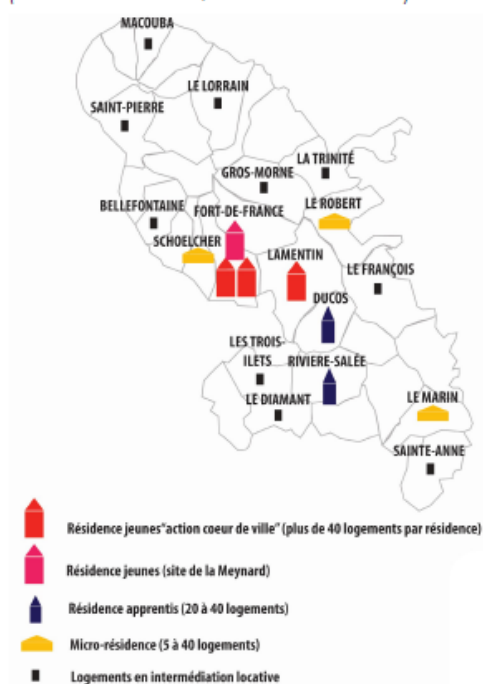 MACOUBA
LE LORRAIN
SAINT-PIERRE
LA TRINITÉ
GROS-MORNE
BELLEFONTAINE
LE ROBERT
FORT-DE-FRANCE
SCHOELCHER
LAMENTIN
LE FRANÇOIS
DUCOS
LES TROIS-
ILETS
RIVIERE-SALÉE
LE DIAMANT
LE MARIN
SAINTE-ANNE
Résidence jeunes"action coeur de ville" (plus de 40 logements par résidence)
Résidence jeunes (site de la Meynard)
Résidence apprentis (20 à 40 logements)
Micro-résidence (5 à 40 logements)
Logements en intermédiation locative